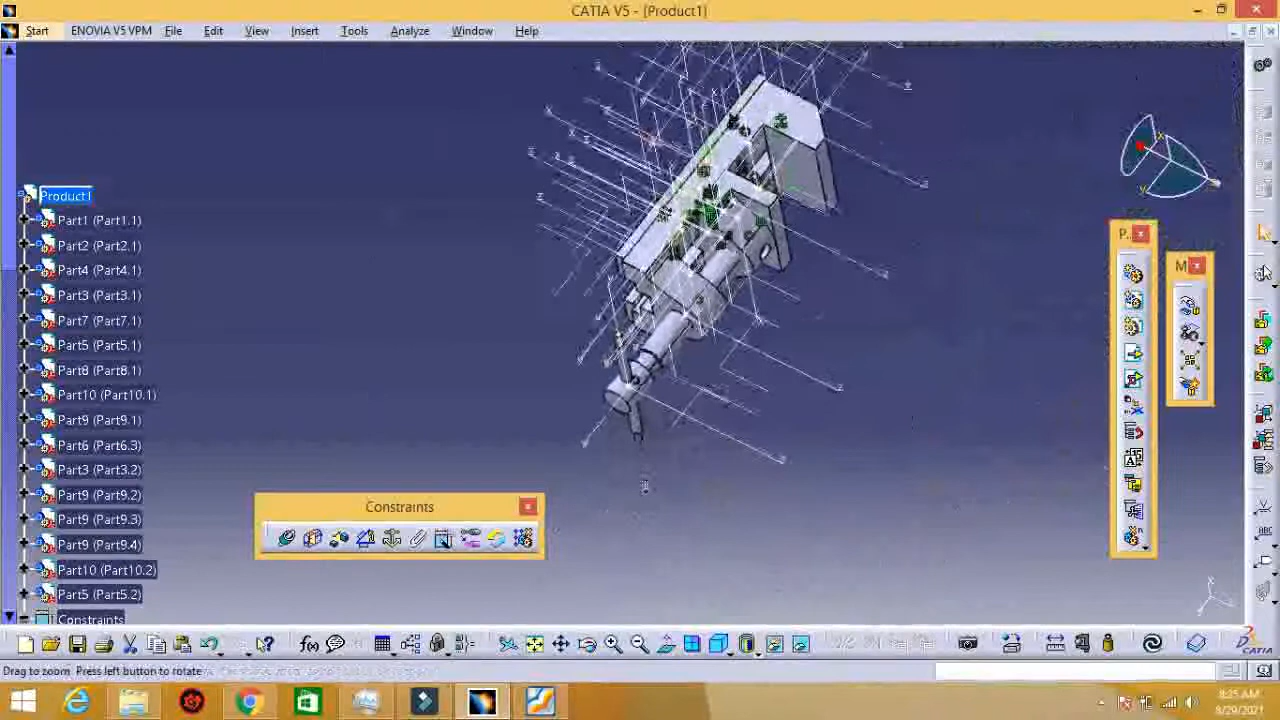 CATIA V5 - [Product1]
Start ENOVIA V5 VPM File Edit View Insert Tools Analyze Window Help
Product1
Part1 (Part1.1)
Part2 (Part2.1)
Part4 (Part4.1)
Part3 (Part3.1)
Part7 (Part7.1)
Part5 (Part5.1)
Part8 (Part8.1)
Part10 (Part10.1)
Part9 (Part9.1)
Part6 (Part6.3)
Part3 (Part3.2)
Part9 (Part9.2)
Part9 (Part9.3)
Part9 (Part9.4)
Part10 (Part10.2)
Part5 (Part5.2)
Constraints
Constraints
P...
M
x
y
f(x)
CATIA
Drag to zoom. Press left button to rotate
8:25 AM
8/29/2021